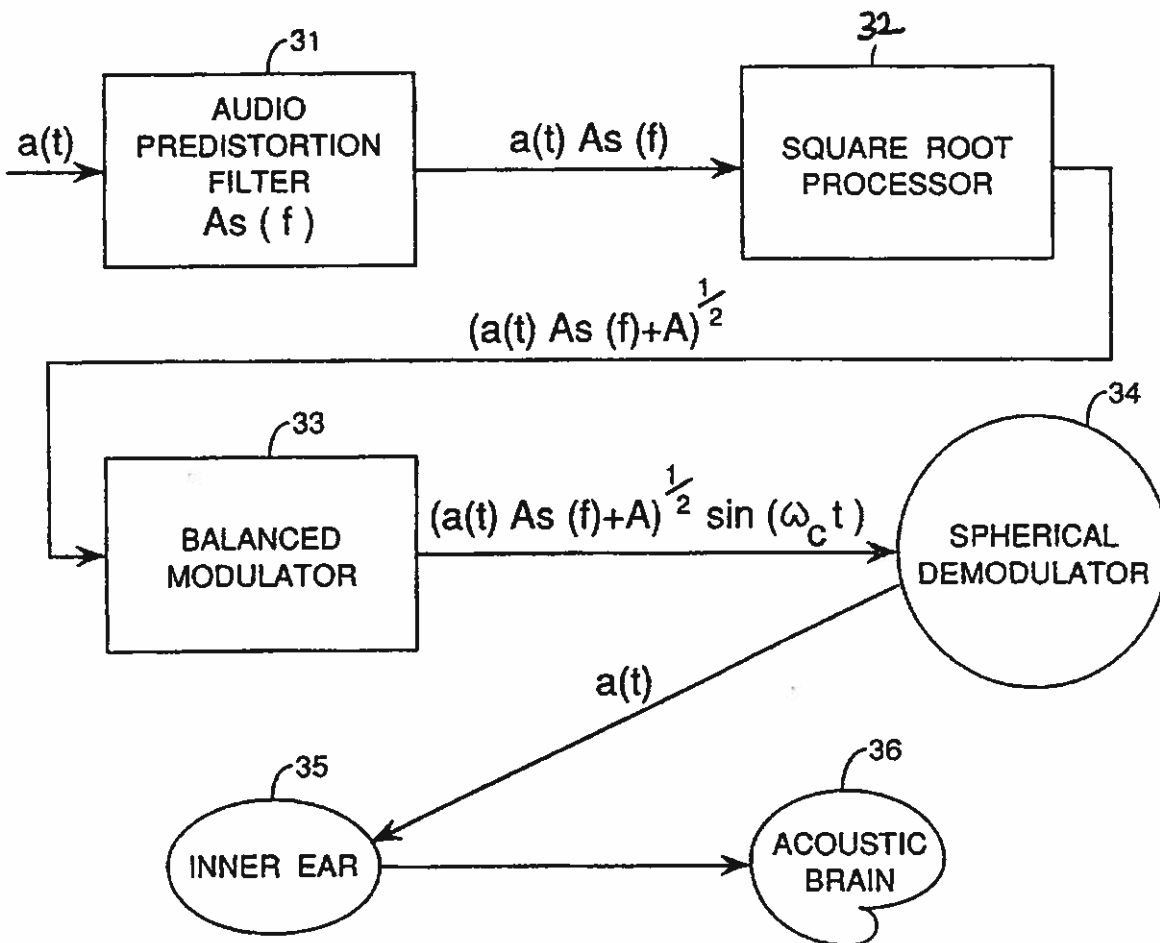 31
AUDIO
PREDISTORTION
FILTER
As ( f )
a(t)
a(t) As (f)
32
SQUARE ROOT
PROCESSOR
(a(t) As (f)+A)^1/2
33
BALANCED
MODULATOR
(a(t) As (f)+A)^1/2 sin (ω_c t )
34
SPHERICAL
DEMODULATOR
a(t)
35
INNER EAR
36
ACOUSTIC
BRAIN